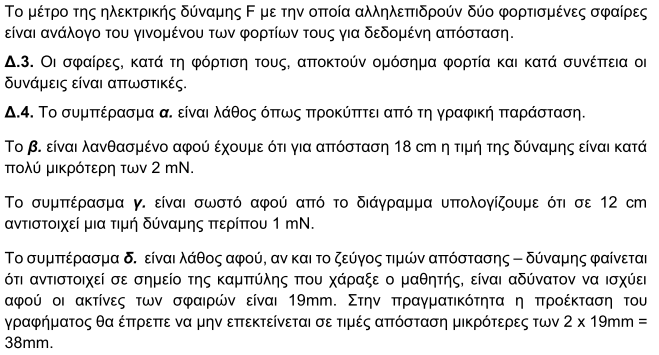 Το μέτρο της ηλεκτρικής δύναμης F με την οποία αλληλεπιδρούν δύο φορτισμένες σφαίρες
είναι ανάλογο του γινομένου των φορτίων τους για δεδομένη απόσταση.
Δ.3. Οι σφαίρες, κατά τη φόρτιση τους, αποκτούν ομόσημα φορτία και κατά συνέπεια οι
δυνάμεις είναι απωστικές.
Δ.4. Το συμπέρασμα α. είναι λάθος όπως προκύπτει από τη γραφική παράσταση.
Το β. είναι λανθασμένο αφού έχουμε ότι για απόσταση 18 cm η τιμή της δύναμης είναι κατά
πολύ μικρότερη των 2 mN.
Το συμπέρασμα γ. είναι σωστό αφού από το διάγραμμα υπολογίζουμε ότι σε 12 cm
αντιστοιχεί μια τιμή δύναμης περίπου 1 mN.
Το συμπέρασμα δ. είναι λάθος αφού, αν και το ζεύγος τιμών απόστασης – δύναμης φαίνεται
ότι αντιστοιχεί σε σημείο της καμπύλης που χάραξε ο μαθητής, είναι αδύνατον να ισχύει
αφού οι ακτίνες των σφαιρών είναι 19mm. Στην πραγματικότητα η προέκταση του
γραφήματος θα έπρεπε να μην επεκτείνεται σε τιμές απόσταση μικρότερες των 2 x 19mm =
38mm.